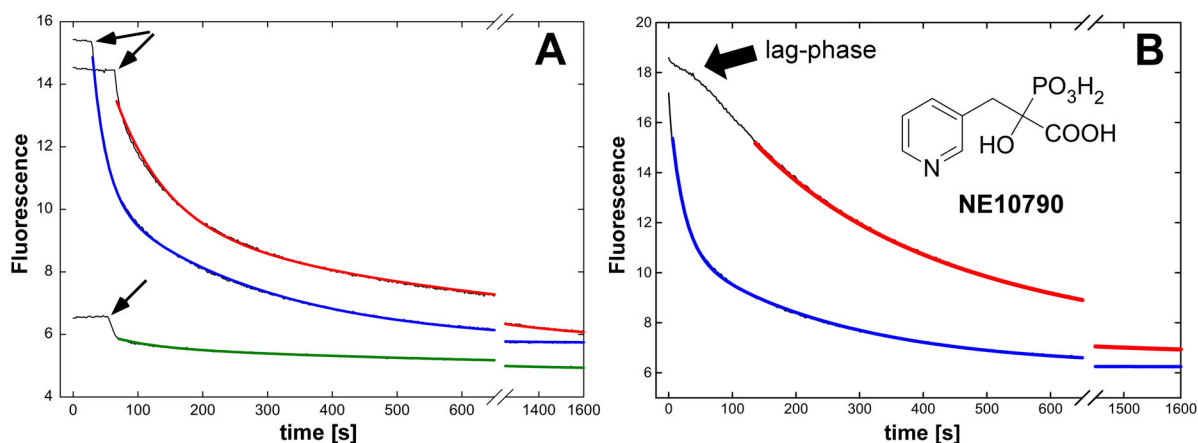 A
Fluorescence
16
14
12
10
8
6
4
0 100 200 300 400 500 600 1400 1600
time [s]
B
lag-phase
Fluorescence
20
18
16
14
12
10
8
6
0 100 200 300 400 500 600 1500 1600
time [s]
PO3H2
COOH
HO
N
NE10790